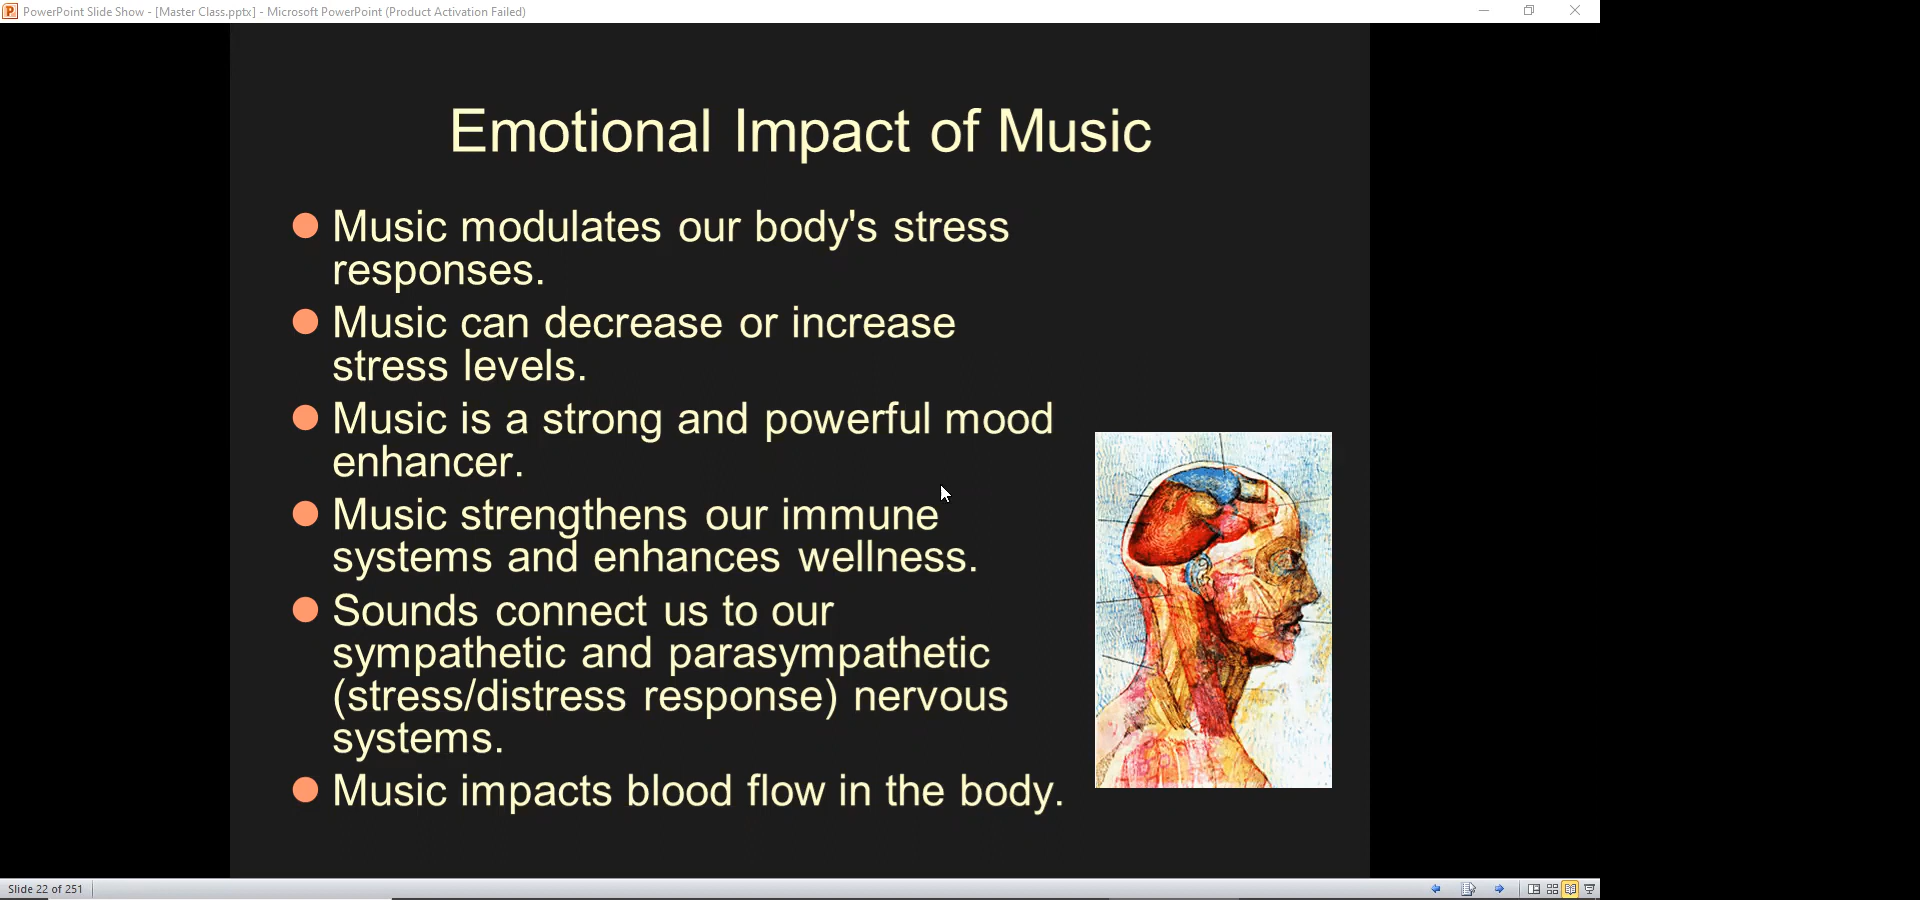 PowerPoint Slide Show - [Master Class.pptx] - Microsoft PowerPoint (Product Activation Failed)
Emotional Impact of Music
Music modulates our body's stress
responses.
Music can decrease or increase
stress levels.
Music is a strong and powerful mood
enhancer.
Music strengthens our immune
systems and enhances wellness.
Sounds connect us to our
sympathetic and parasympathetic
(stress/distress response) nervous
systems.
Music impacts blood flow in the body.
Slide 22 of 251